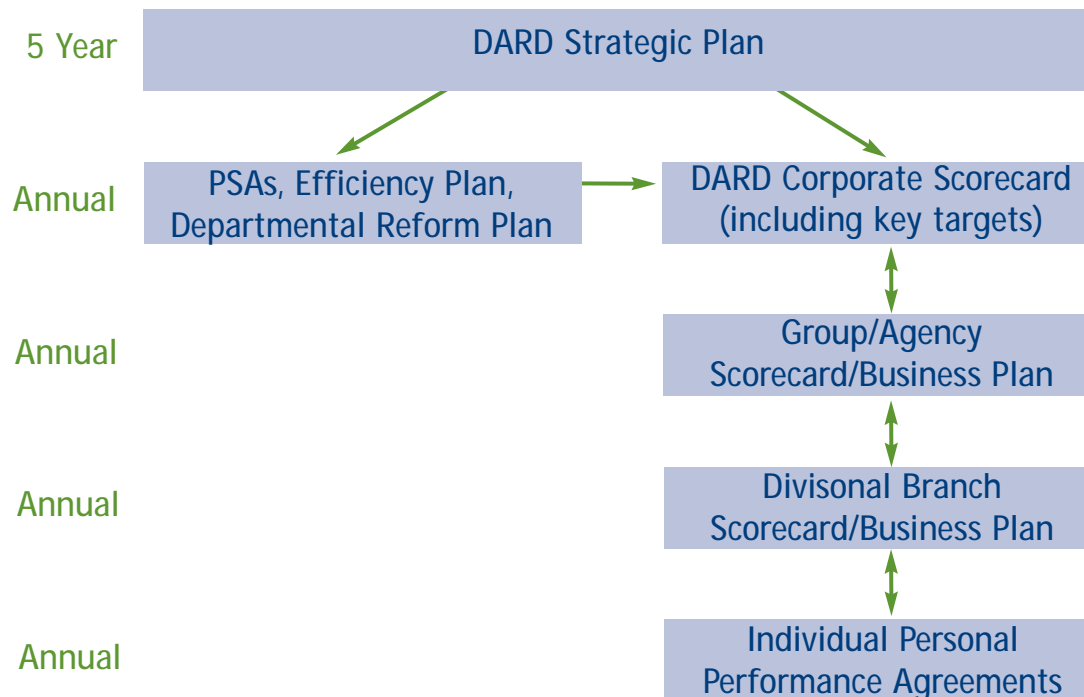 5 Year
DARD Strategic Plan
Annual
PSAs, Efficiency Plan,
Departmental Reform Plan
DARD Corporate Scorecard
(including key targets)
Annual
Group/Agency
Scorecard/Business Plan
Annual
Divisonal Branch
Scorecard/Business Plan
Annual
Individual Personal
Performance Agreements